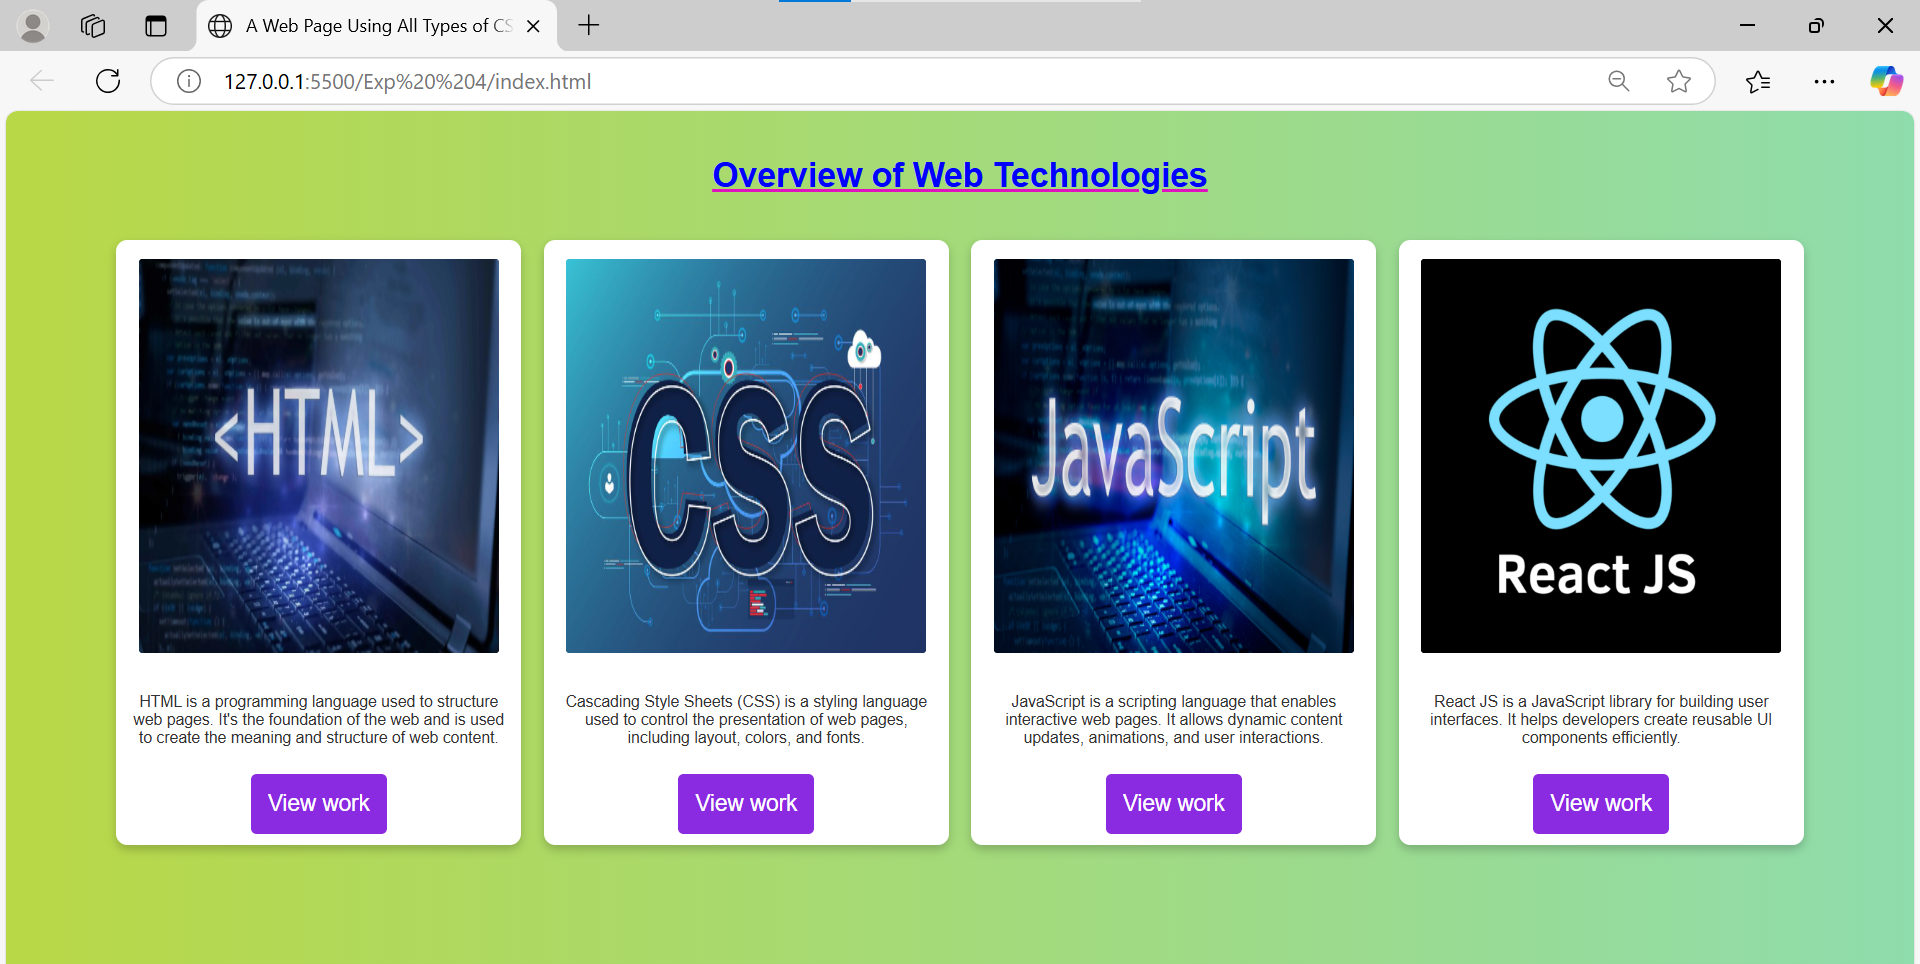 A Web Page Using All Types of CS
127.0.0.1:5500/Exp%20%204/index.html
Overview of Web Technologies
<HTML>
CSS
JavaScript
React JS
HTML is a programming language used to structure
web pages. It's the foundation of the web and is used
to create the meaning and structure of web content.
Cascading Style Sheets (CSS) is a styling language
used to control the presentation of web pages,
including layout, colors, and fonts.
JavaScript is a scripting language that enables
interactive web pages. It allows dynamic content
updates, animations, and user interactions.
React JS is a JavaScript library for building user
interfaces. It helps developers create reusable UI
components efficiently.
View work
View work
View work
View work